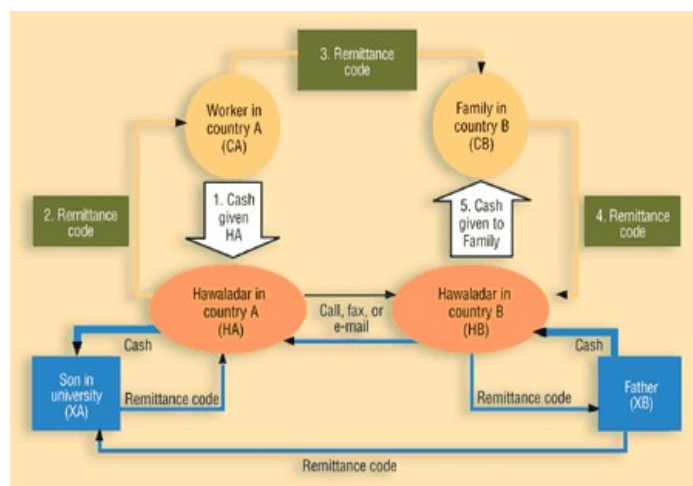 3. Remittance
code
Worker in
country A
(CA)
Family in
country B
(CB)
2. Remittance
code
1. Cash
given
HA
5. Cash
given to
Family
4. Remittance
code
Hawaladar in
country A
(HA)
Call, fax, or
e-mail
Hawaladar in
country B
(HB)
Cash
Cash
Son in
university
(XA)
Remittance code
Remittance code
Father
(XB)
Remittance code